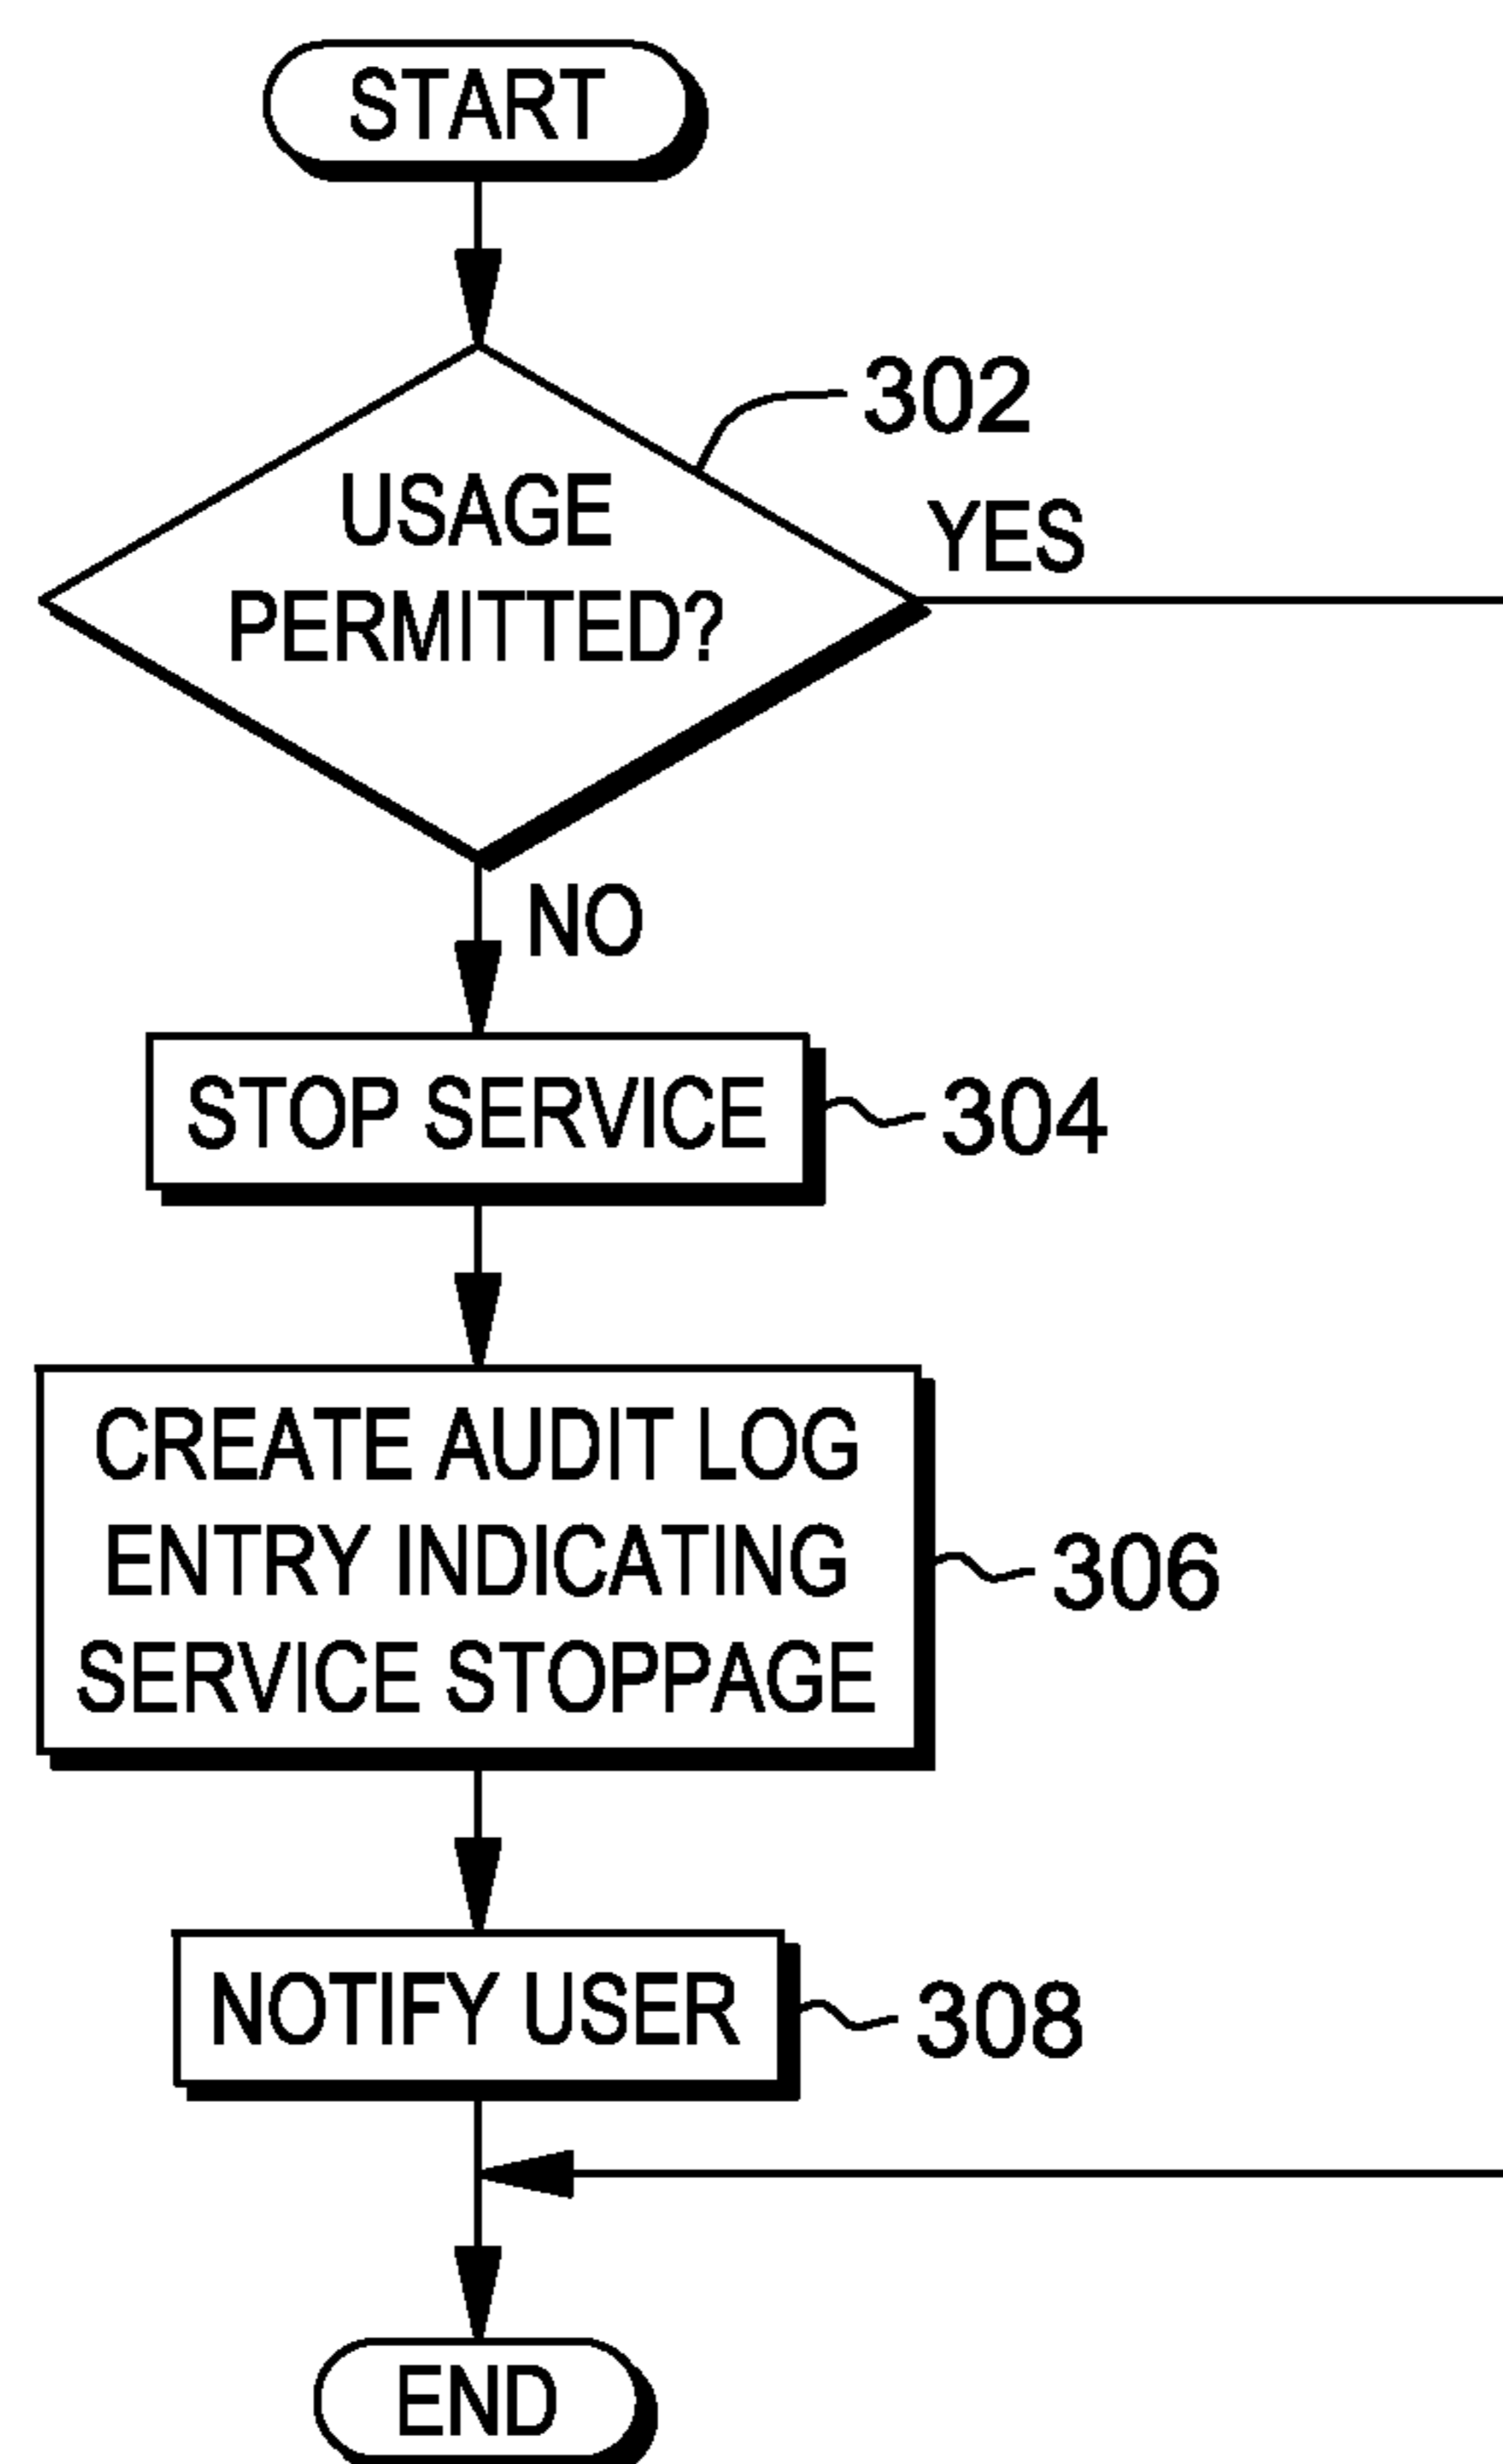 START
302
USAGE
PERMITTED?
YES
NO
STOP SERVICE
304
CREATE AUDIT LOG
ENTRY INDICATING
SERVICE STOPPAGE
306
NOTIFY USER
308
END